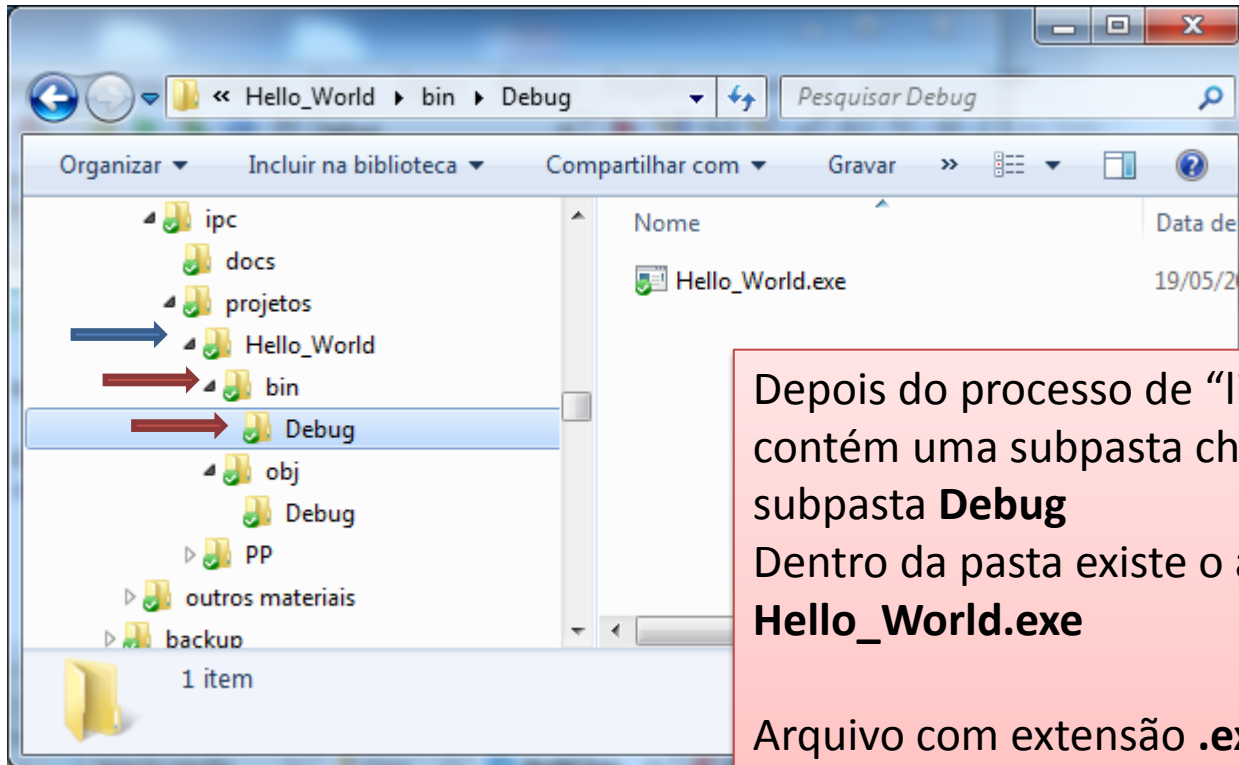 « Hello_World ▸ bin ▸ Debug
Pesquisar Debug
Organizar Incluir na biblioteca Compartilhar com Gravar »
ipc
docs
projetos
Hello_World
bin
Debug
obj
Debug
PP
outros materiais
backup
Nome Data de
Hello_World.exe 19/05/2
1 item
Depois do processo de “l
contém uma subpasta ch
subpasta Debug
Dentro da pasta existe o
Hello_World.exe
Arquivo com extensão .ex